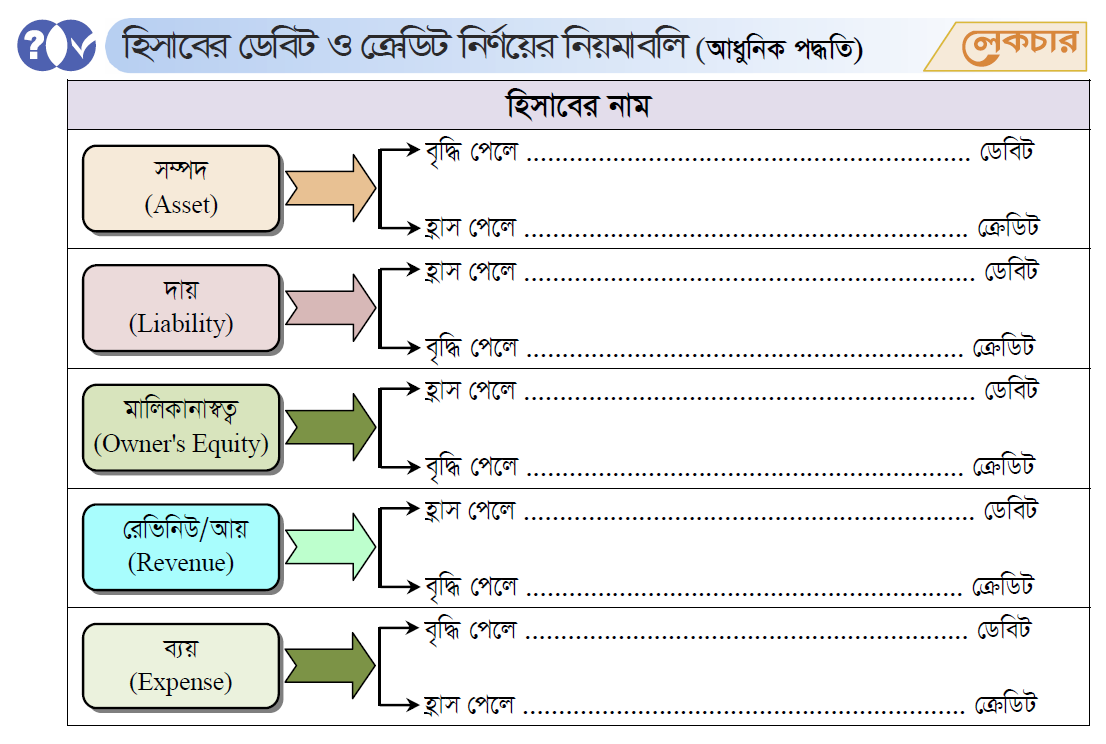 হিসাবের ডেবিট ও ক্রেডিট নির্ণয়ের নিয়মাবলি (আধুনিক পদ্ধতি)
লেকচার
হিসাবের নাম
সম্পদ
(Asset)
বৃদ্ধি পেলে ................................................................ ডেবিট
হ্রাস পেলে ................................................................ ক্রেডিট
দায়
(Liability)
হ্রাস পেলে ................................................................ ডেবিট
বৃদ্ধি পেলে ................................................................ ক্রেডিট
মালিকানাস্বত্ব
(Owner's Equity)
হ্রাস পেলে ................................................................ ডেবিট
বৃদ্ধি পেলে ................................................................ ক্রেডিট
রেভিনিউ/আয়
(Revenue)
হ্রাস পেলে ................................................................ ডেবিট
বৃদ্ধি পেলে ................................................................ ক্রেডিট
ব্যয়
(Expense)
বৃদ্ধি পেলে ................................................................ ডেবিট
হ্রাস পেলে ................................................................ ক্রেডিট